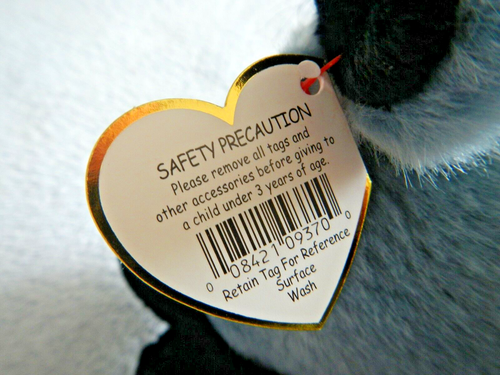 SAFETY PRECAUTION
Please remove all tags and
other accessories before giving to
a child under 3 years of age.
0 08421 09370 0
Retain Tag For Reference
Surface
Wash